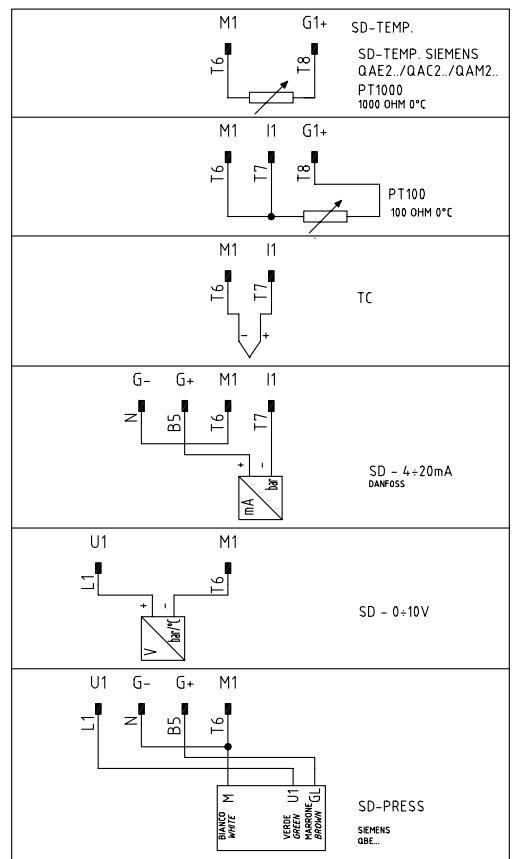 M1 G1+ SD-TEMP.
T6 T8
SD-TEMP. SIEMENS
QAE2../QAC2../QAM2..
PT1000
1000 OHM 0°C
M1 I1 G1+
T6 T7 T8
PT100
100 OHM 0°C
M1 I1
T6 T7
TC
- +
G- G+ M1 I1
N B5 T6 T7
+ -
mA bar
SD - 4÷20mA
DANFOSS
U1 M1
L1 T6
+ -
V bar/°C
SD - 0÷10V
U1 G- G+ M1
L1 N B5 T6
M U1 GL
BIANCO
WHITE
VERDE
GREEN
MARRONE
BROWN
SD-PRESS
SIEMENS
QBE...